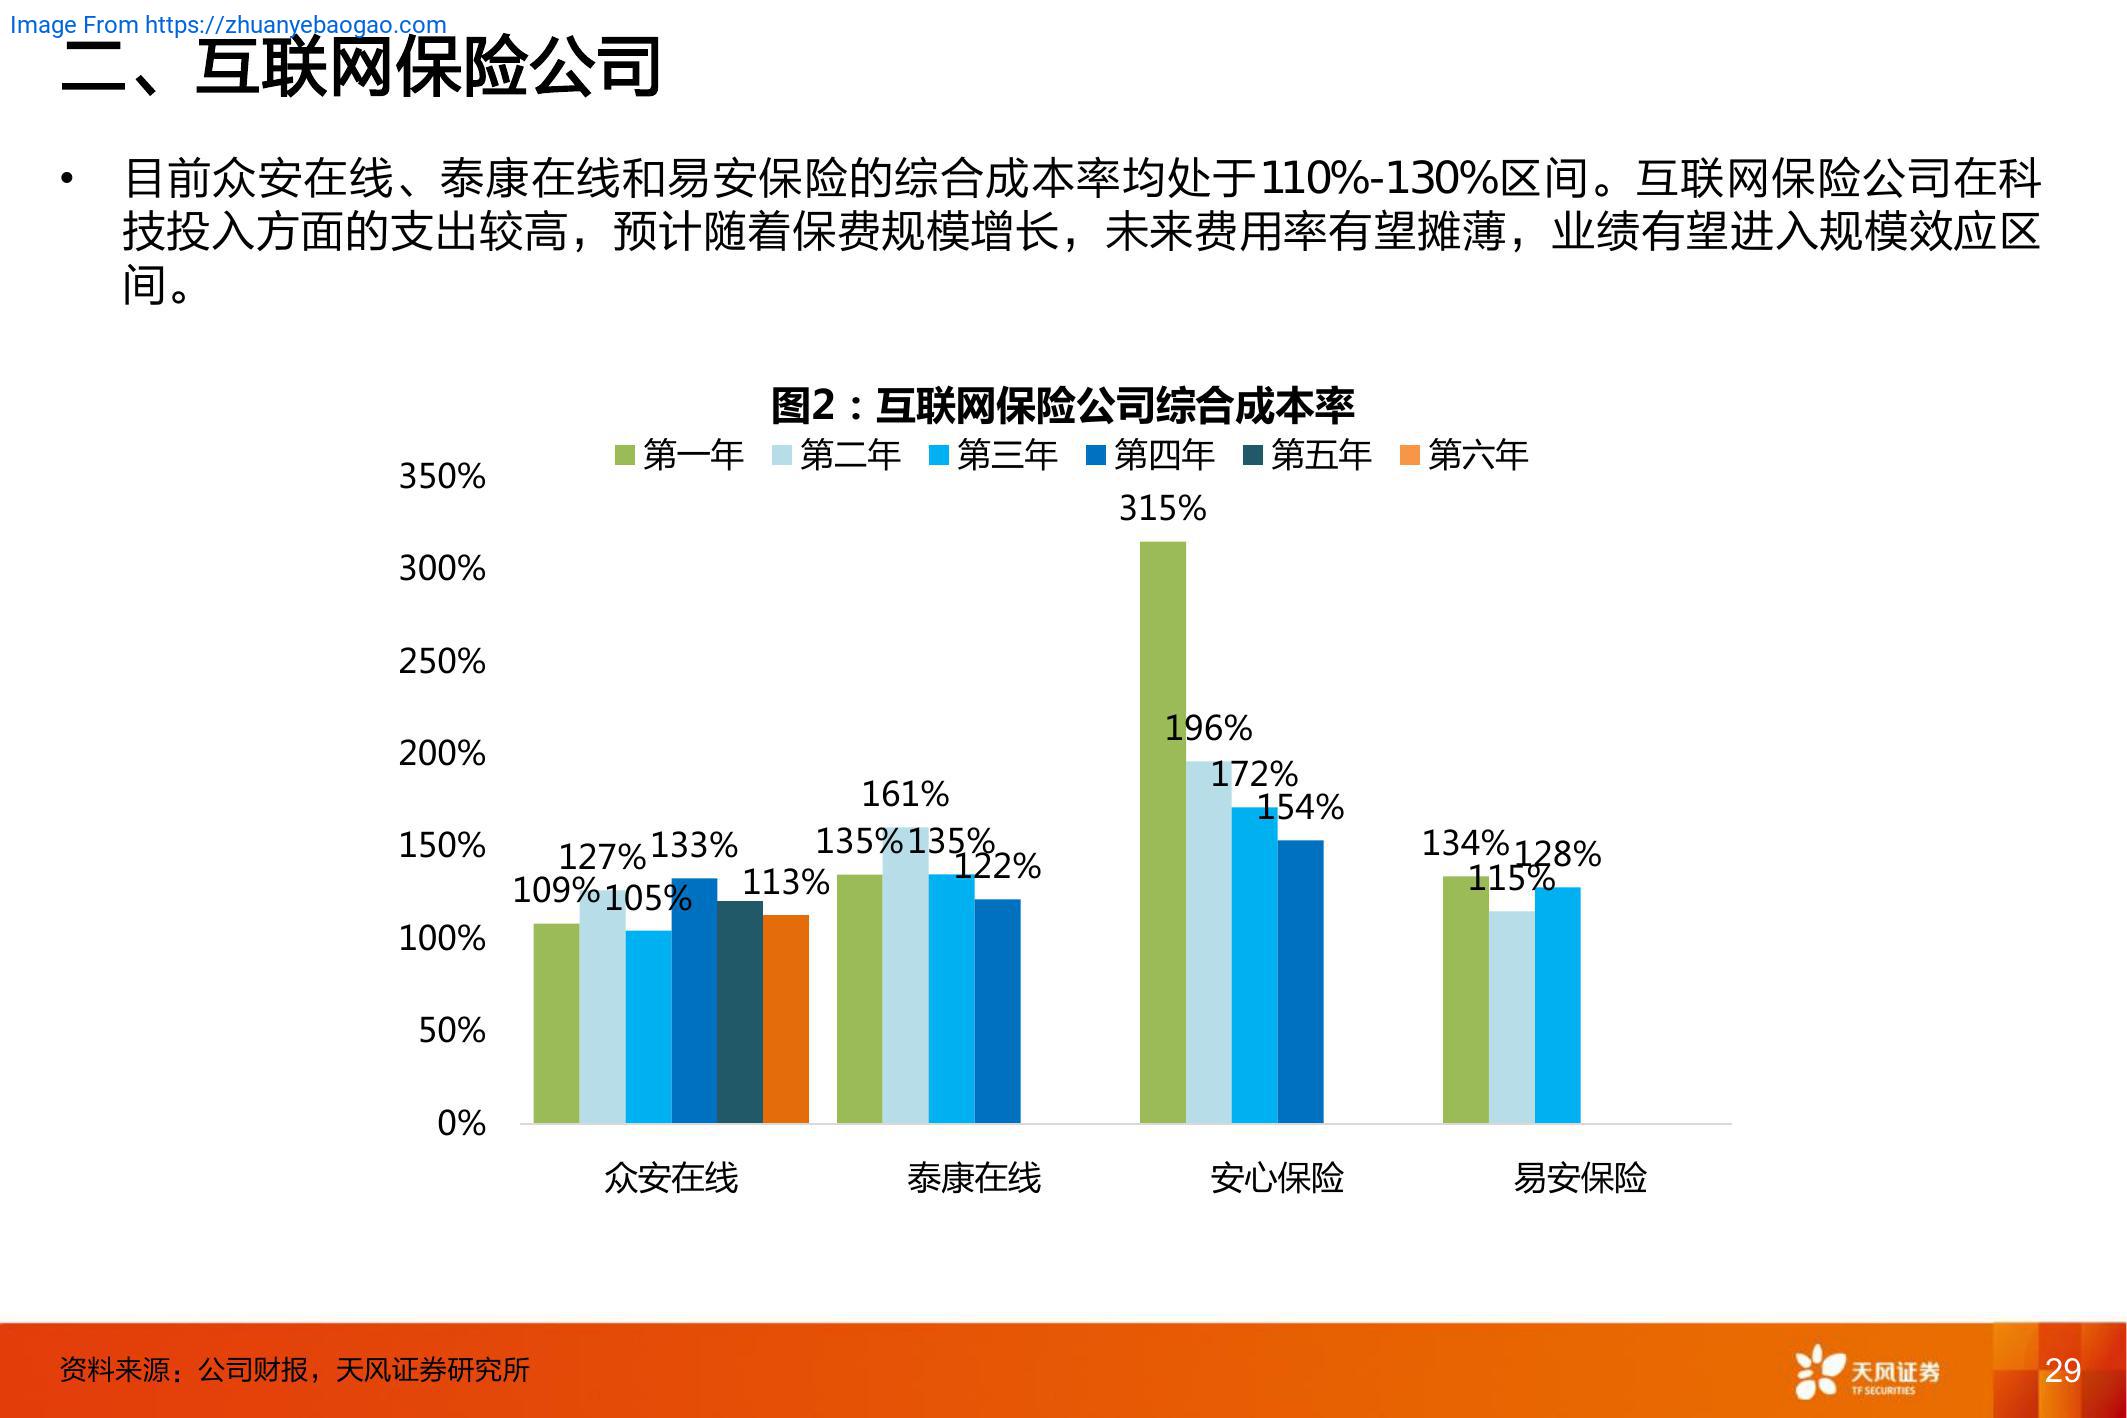 Image From https://zhuanyebaogao.com
二、互联网保险公司
• 目前众安在线、泰康在线和易安保险的综合成本率均处于110%-130%区间。互联网保险公司在科
技投入方面的支出较高，预计随着保费规模增长，未来费用率有望摊薄，业绩有望进入规模效应区
间。
图2：互联网保险公司综合成本率
第一年 第二年 第三年 第四年 第五年 第六年
350%
300%
250%
200%
150%
100%
50%
0%
109%
127%
105%
133%
113%
135%
161%
135%
122%
315%
196%
172%
154%
134%
115%
128%
众安在线 泰康在线 安心保险 易安保险
资料来源：公司财报，天风证券研究所
天风证券
TF SECURITIES
29